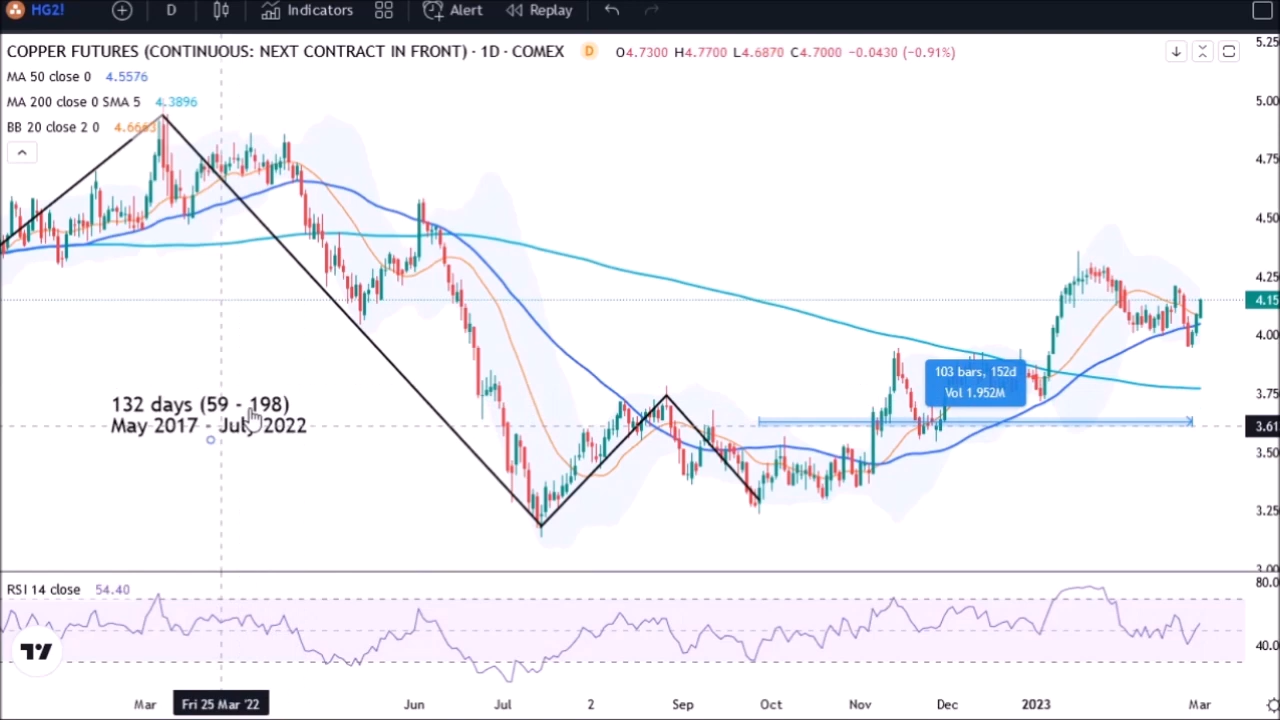 HG2! D Indicators Alert Replay
COPPER FUTURES (CONTINUOUS: NEXT CONTRACT IN FRONT) · 1D · COMEX D O4.7300 H4.7700 L4.6870 C4.7000 −0.0430 (−0.91%)
MA 50 close 0 4.5576
MA 200 close 0 SMA 5 4.3896
BB 20 close 2 0
5.25
5.00
4.75
4.50
4.25
4.15
4.00
3.75
3.61
3.50
3.25
3.00
103 bars, 152d
Vol 1.952M
132 days (59 - 198)
May 2017 - July 2022
RSI 14 close 54.40
80.0
40.0
Mar Fri 25 Mar '22 Jun Jul 2 Sep Oct Nov Dec 2023 Mar